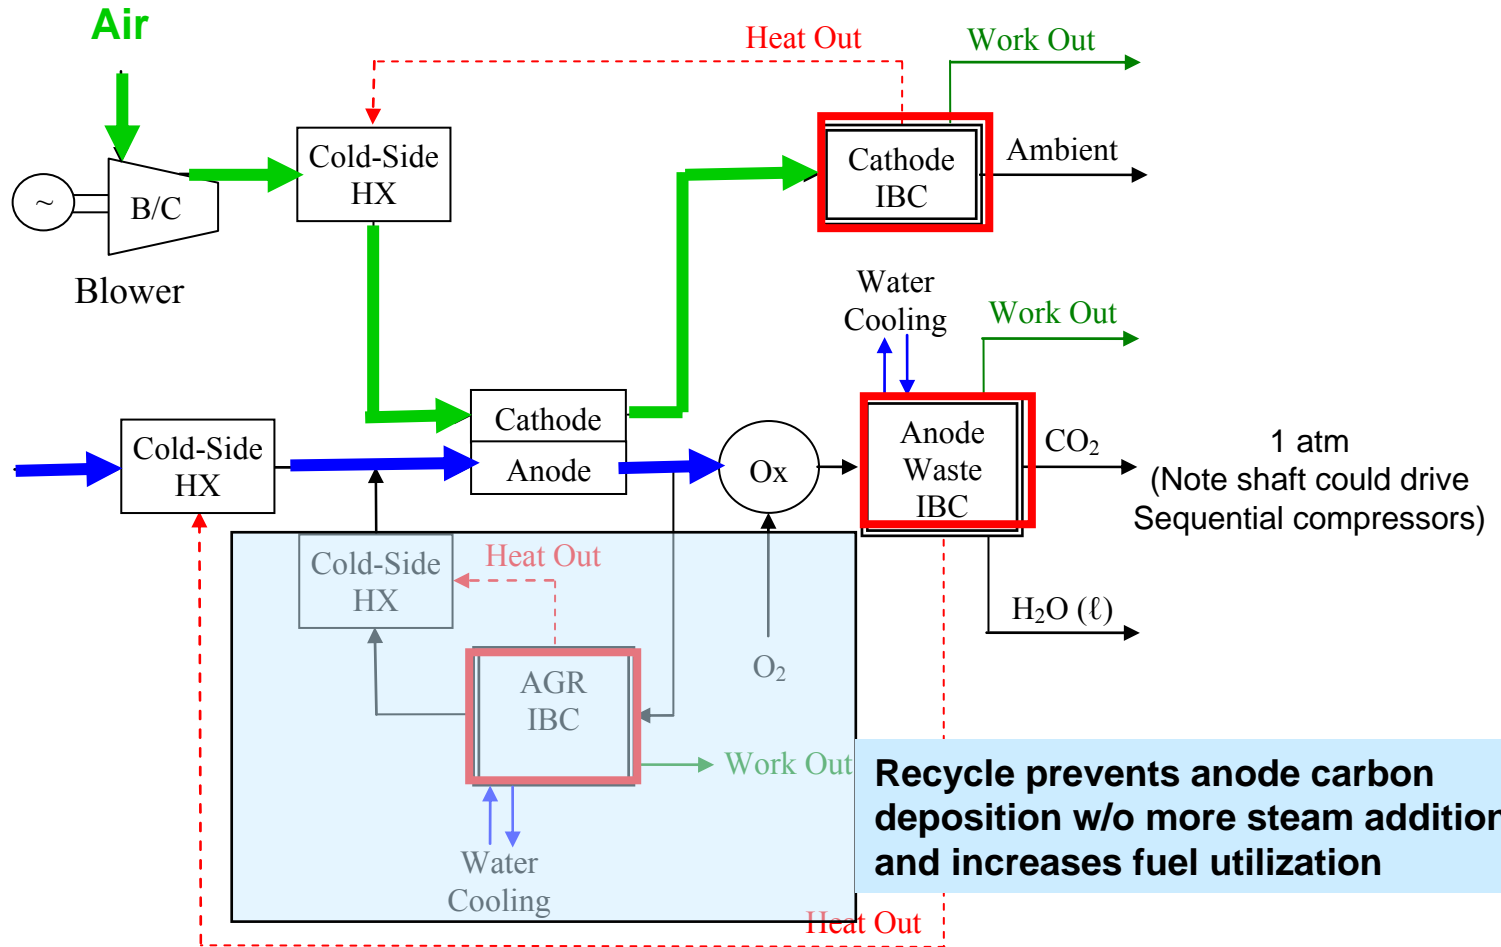 Air
Heat Out
Work Out
Cold-Side
HX
Cathode
IBC
Ambient
~
B/C
Blower
Water
Cooling
Work Out
Cold-Side
HX
Cathode
Anode
Ox
Anode
Waste
IBC
CO₂
1 atm
(Note shaft could drive
Sequential compressors)
Cold-Side
HX
Heat Out
H₂O (ℓ)
O₂
AGR
IBC
Work Out
Water
Cooling
Recycle prevents anode carbon
deposition w/o more steam addition
and increases fuel utilization
Heat Out